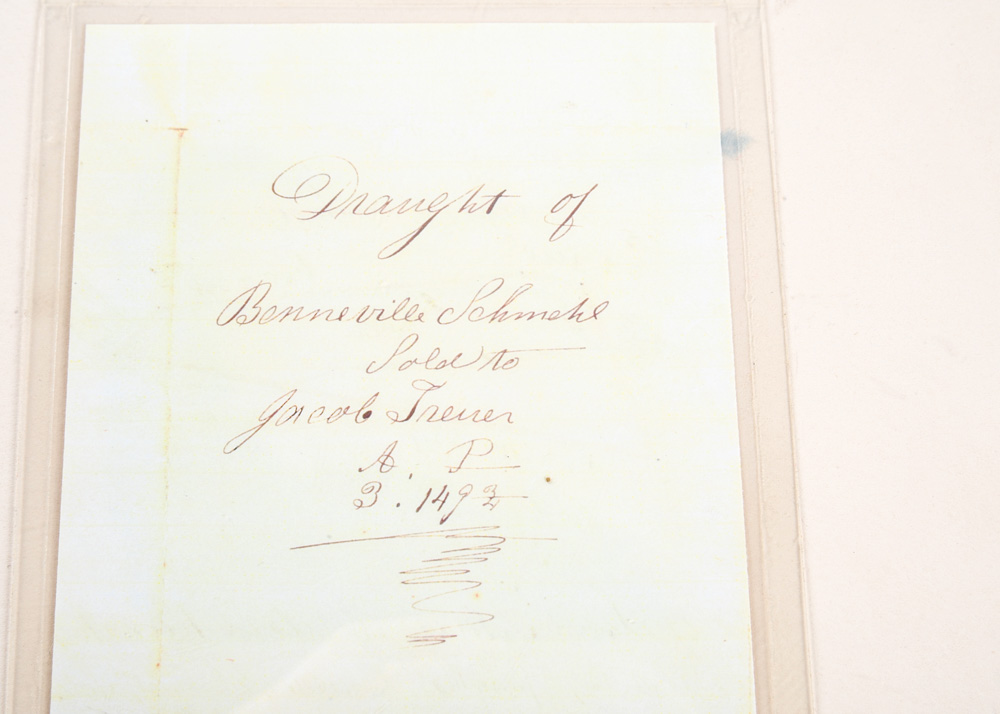 Draught of
Benneville Schmehl
Sold to
Jacob Treuer
A. P
3. 149¾